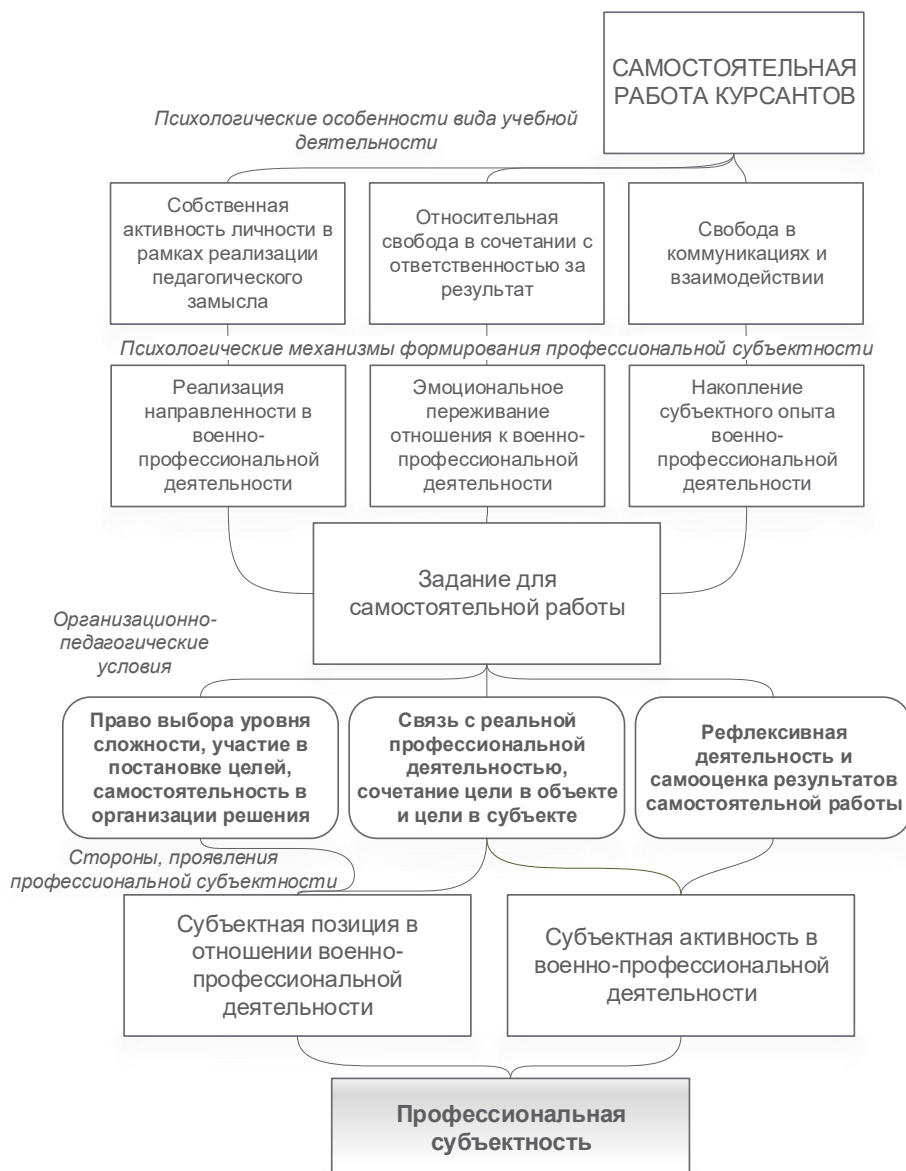 САМОСТОЯТЕЛЬНАЯ
РАБОТА КУРСАНТОВ
Психологические особенности вида учебной
деятельности
Собственная
активность личности в
рамках реализации
педагогического
замысла
Относительная
свобода в сочетании с
ответственностью за
результат
Свобода в
коммуникациях и
взаимодействии
Психологические механизмы формирования профессиональной субъектности
Реализация
направленности в
военно-
профессиональной
деятельности
Эмоциональное
переживание
отношения к военно-
профессиональной
деятельности
Накопление
субъектного опыта
военно-
профессиональной
деятельности
Задание для
самостоятельной работы
Организационно-
педагогические
условия
Право выбора уровня
сложности, участие в
постановке целей,
самостоятельность в
организации решения
Связь с реальной
профессиональной
деятельностью,
сочетание цели в объекте
и цели в субъекте
Рефлексивная
деятельность и
самооценка результатов
самостоятельной работы
Стороны, проявления
профессиональной субъектности
Субъектная позиция в
отношении военно-
профессиональной
деятельности
Субъектная активность в
военно-профессиональной
деятельности
Профессиональная
субъектность